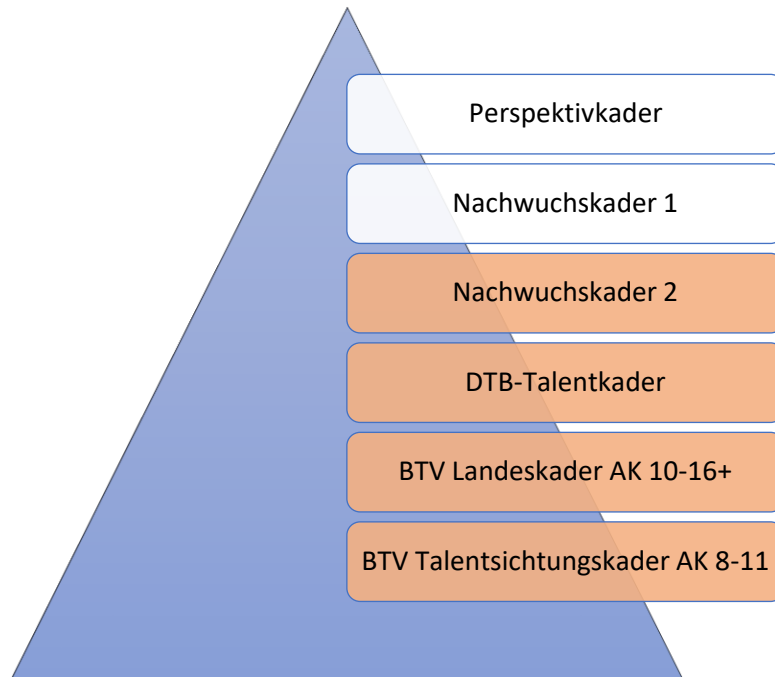 Perspektivkader
Nachwuchskader 1
Nachwuchskader 2
DTB-Talentkader
BTV Landeskader AK 10-16+
BTV Talentsichtungskader AK 8-11